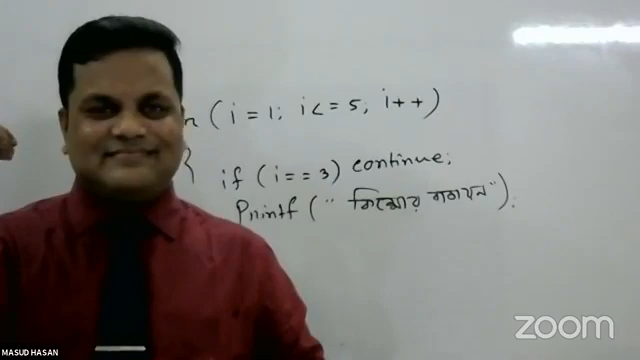 (i = 1; i <= 5; i++)
{
if (i == 3) continue;
Printf (" কিশোর বাতায়ন");
zoom
MASUD HASAN